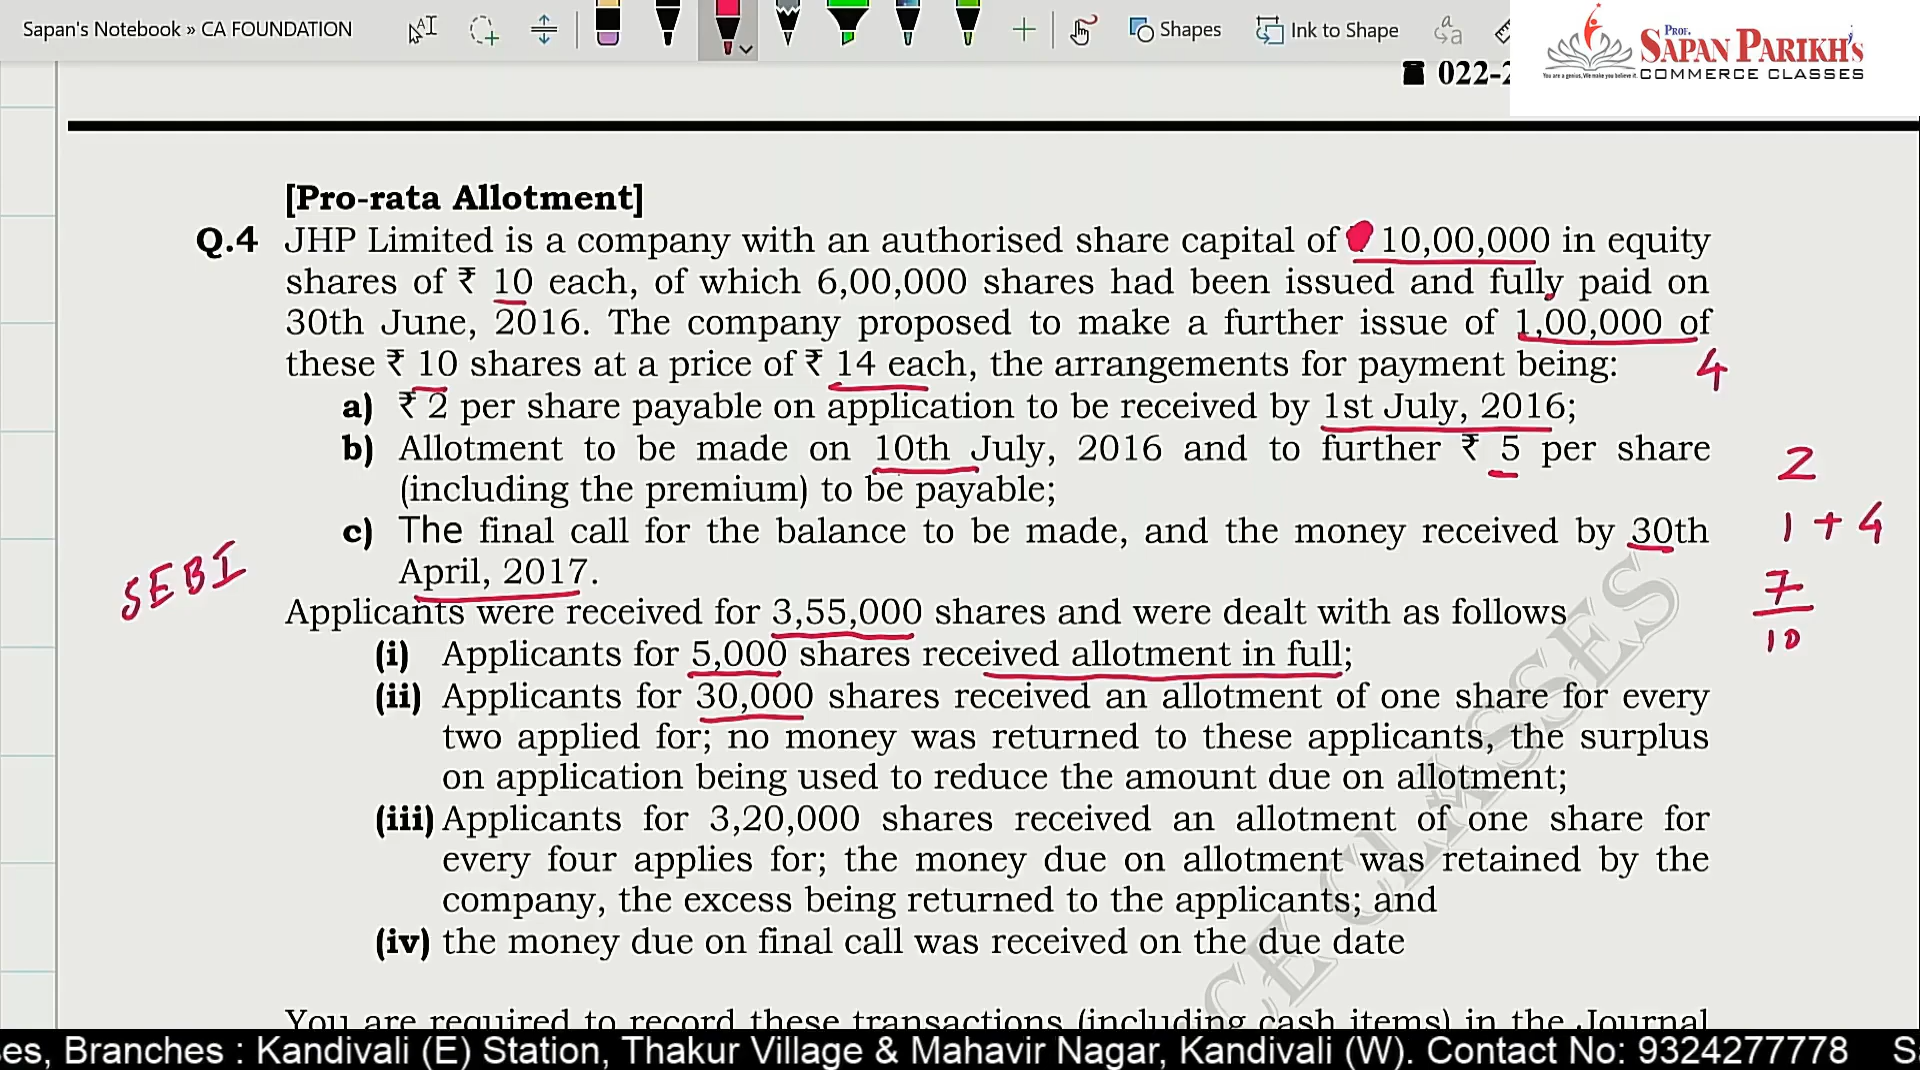 Sapan's Notebook » CA FOUNDATION
Shapes
Ink to Shape
PROF.
SAPAN PARIKH's
You are a genius, We make you believe it.
COMMERCE CLASSES
022-2
[Pro-rata Allotment]
Q.4 JHP Limited is a company with an authorised share capital of 10,00,000 in equity
shares of ₹ 10 each, of which 6,00,000 shares had been issued and fully paid on
30th June, 2016. The company proposed to make a further issue of 1,00,000 of
these ₹ 10 shares at a price of ₹ 14 each, the arrangements for payment being:
4
a) ₹ 2 per share payable on application to be received by 1st July, 2016;
b) Allotment to be made on 10th July, 2016 and to further ₹ 5 per share
2
(including the premium) to be payable;
c) The final call for the balance to be made, and the money received by 30th
1 + 4
April, 2017.
SEBI
7
Applicants were received for 3,55,000 shares and were dealt with as follows
10
(i) Applicants for 5,000 shares received allotment in full;
(ii) Applicants for 30,000 shares received an allotment of one share for every
two applied for; no money was returned to these applicants, the surplus
on application being used to reduce the amount due on allotment;
(iii) Applicants for 3,20,000 shares received an allotment of one share for
every four applies for; the money due on allotment was retained by the
company, the excess being returned to the applicants; and
(iv) the money due on final call was received on the due date
CE CLASSES
You are required to record these transactions (including cash items) in the Journal
es, Branches : Kandivali (E) Station, Thakur Village & Mahavir Nagar, Kandivali (W). Contact No: 9324277778 S